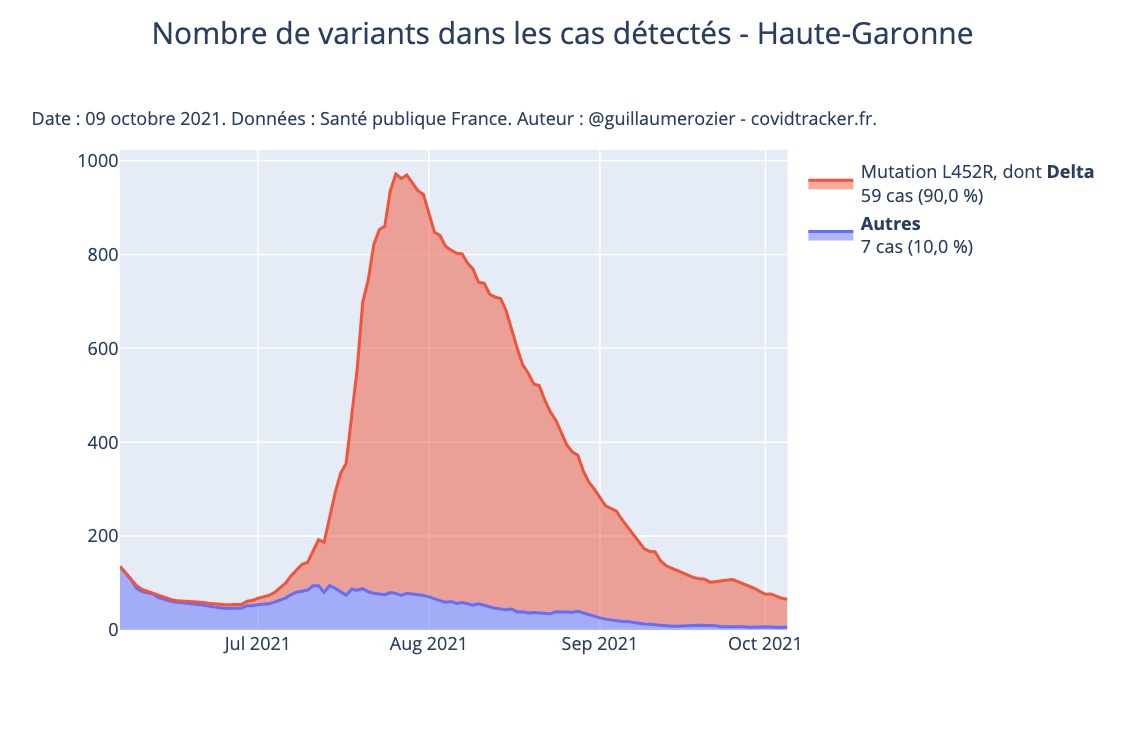 Nombre de variants dans les cas détectés - Haute-Garonne
Date : 09 octobre 2021. Données : Santé publique France. Auteur : @guillaumerozier - covidtracker.fr.
1000
800
600
400
200
0
Jul 2021
Aug 2021
Sep 2021
Oct 2021
Mutation L452R, dont Delta
59 cas (90,0 %)
Autres
7 cas (10,0 %)